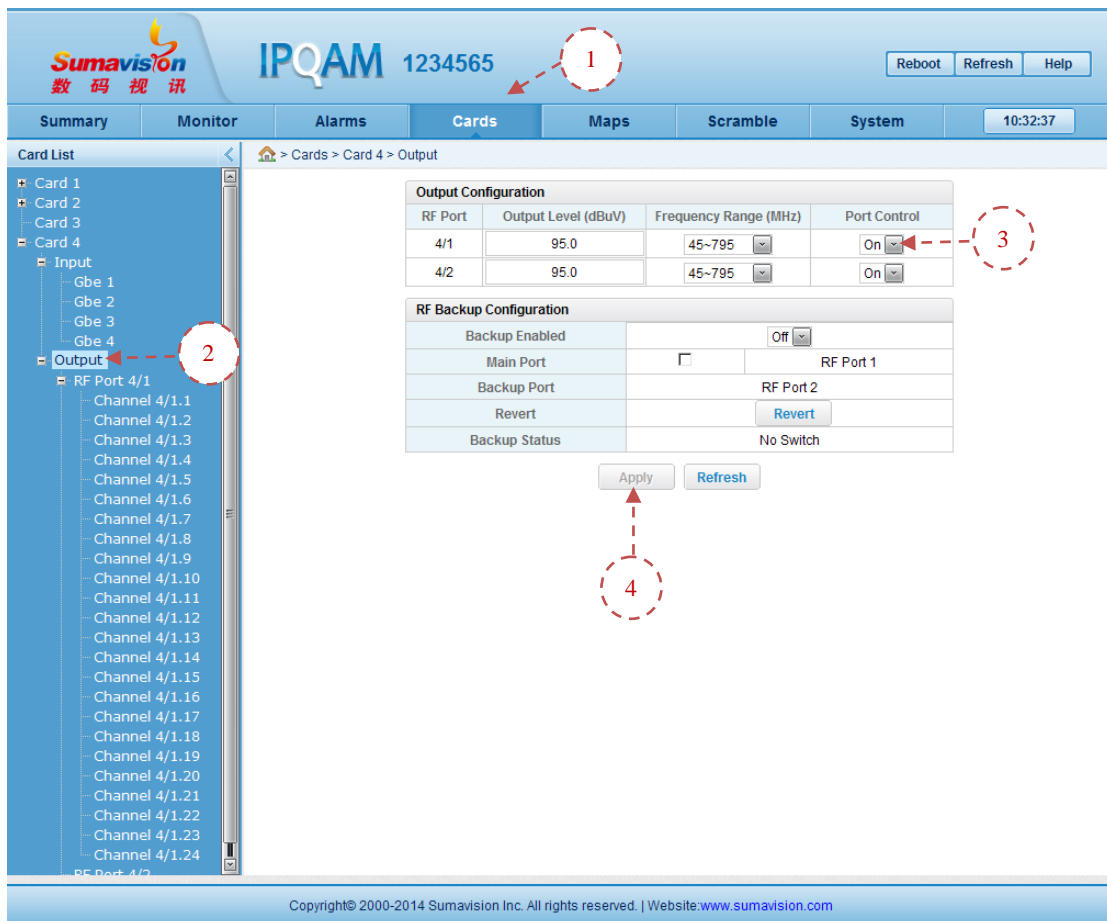 Sumavision
数 码 视 讯
IPQAM 1234565
1
Reboot Refresh Help
Summary Monitor Alarms Cards Maps Scramble System 10:32:37
Card List
> Cards > Card 4 > Output
Card 1
Card 2
Card 3
Card 4
Input
Gbe 1
Gbe 2
Gbe 3
Gbe 4
Output
2
RF Port 4/1
Channel 4/1.1
Channel 4/1.2
Channel 4/1.3
Channel 4/1.4
Channel 4/1.5
Channel 4/1.6
Channel 4/1.7
Channel 4/1.8
Channel 4/1.9
Channel 4/1.10
Channel 4/1.11
Channel 4/1.12
Channel 4/1.13
Channel 4/1.14
Channel 4/1.15
Channel 4/1.16
Channel 4/1.17
Channel 4/1.18
Channel 4/1.19
Channel 4/1.20
Channel 4/1.21
Channel 4/1.22
Channel 4/1.23
Channel 4/1.24
RF Port 4/2
Output Configuration
RF Port Output Level (dBuV) Frequency Range (MHz) Port Control
4/1 95.0 45~795 On
3
4/2 95.0 45~795 On
RF Backup Configuration
Backup Enabled Off
Main Port RF Port 1
Backup Port RF Port 2
Revert Revert
Backup Status No Switch
Apply Refresh
4
Copyright© 2000-2014 Sumavision Inc. All rights reserved. | Website:www.sumavision.com